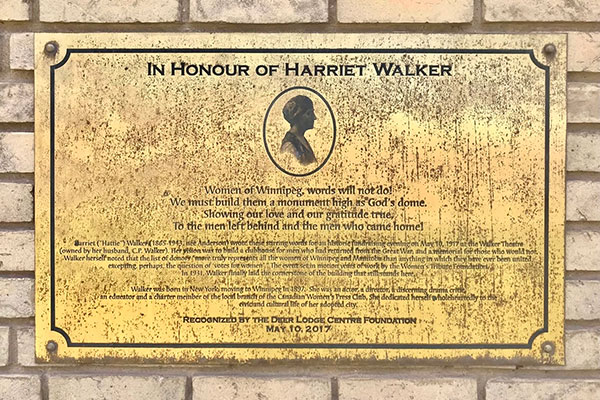 IN HONOUR OF HARRIET WALKER
Women of Winnipeg, words will not do!
We must build them a monument high as God's dome.
Showing our love and our gratitude true,
To the men left behind and the men who came home!
Harriet ("Hattie") Walker (1865-1943, née Anderson) wrote these stirring words for an historic fundraising evening on May 10, 1917 at the Walker Theatre
(owned by her husband, C.P. Walker). Her vision was to build a clubhouse for men who had returned from the Great War, and a memorial for those who would not.
Walker herself noted that the list of donors "more truly represents all the women of Winnipeg and Manitoba than anything in which they have ever been united
excepting, perhaps, the question of votes for women". The event set in motion years of work by the Women's Tribute Foundation.
In 1931, Walker finally laid the cornerstone of the building that still stands here.
Walker was born in New York, moving to Winnipeg in 1897. She was an actor, a director, a discerning drama critic,
an educator and a charter member of the local branch of the Canadian Women's Press Club. She dedicated herself wholeheartedly to the
civic and cultural life of her adopted city.
RECOGNIZED BY THE DEER LODGE CENTRE FOUNDATION
MAY 10, 2017